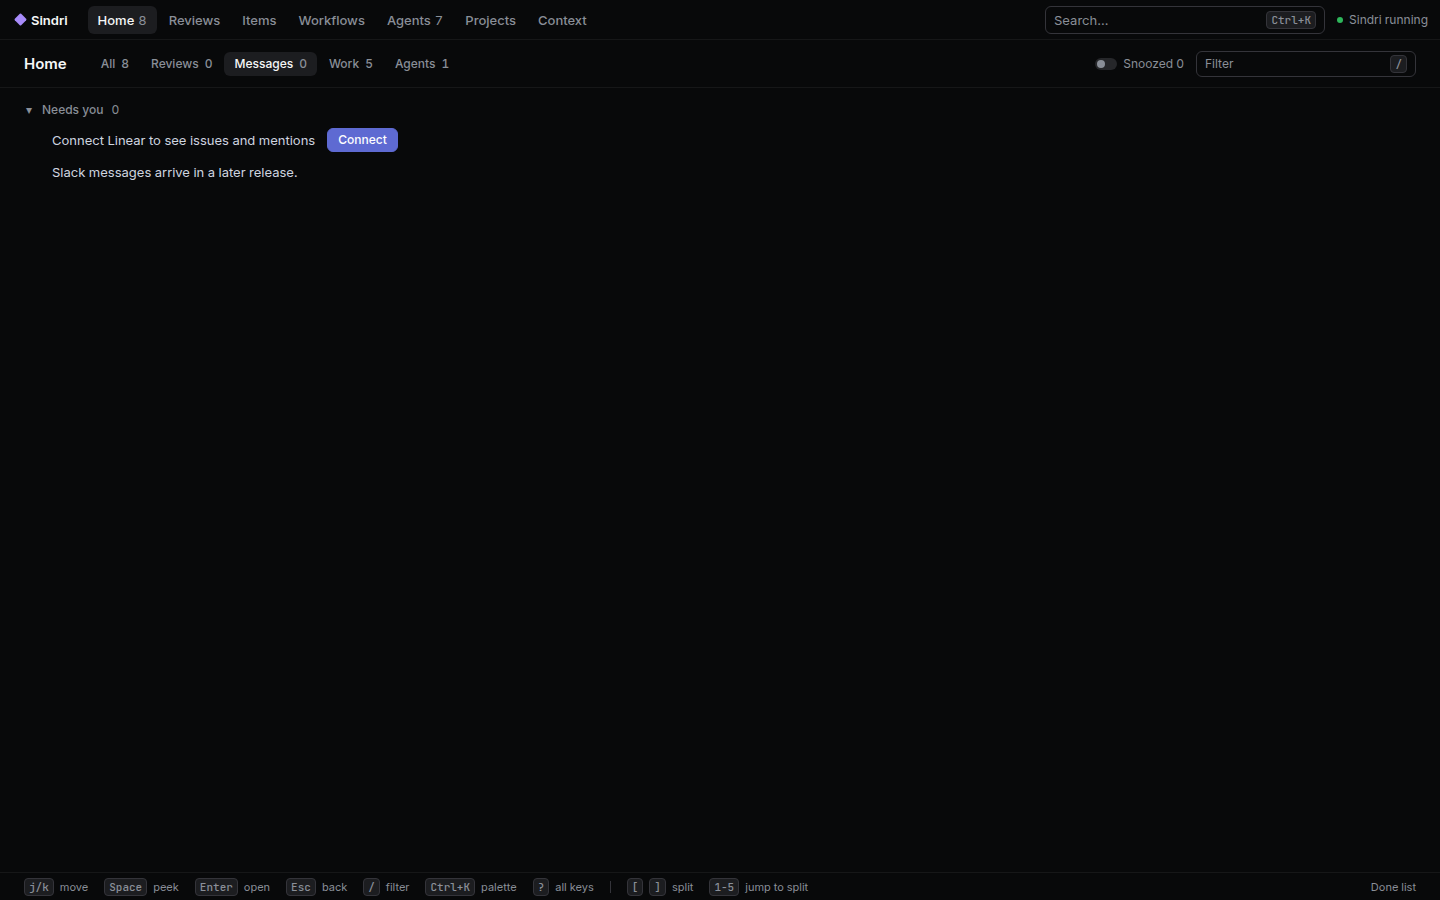 Sindri Home 8 Reviews Items Workflows Agents 7 Projects Context Search... Ctrl+K Sindri running
Home All 8 Reviews 0 Messages 0 Work 5 Agents 1 Snoozed 0 Filter /
Needs you 0
Connect Linear to see issues and mentions Connect
Slack messages arrive in a later release.
j/k move Space peek Enter open Esc back / filter Ctrl+K palette ? all keys [ ] split 1-5 jump to split Done list